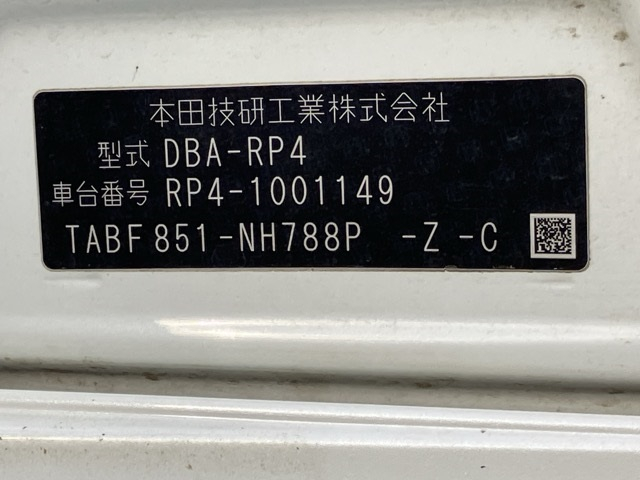 本田技研工業株式会社
型式 DBA-RP4
車台番号 RP4-1001149
TABF 851-NH788P -Z -C